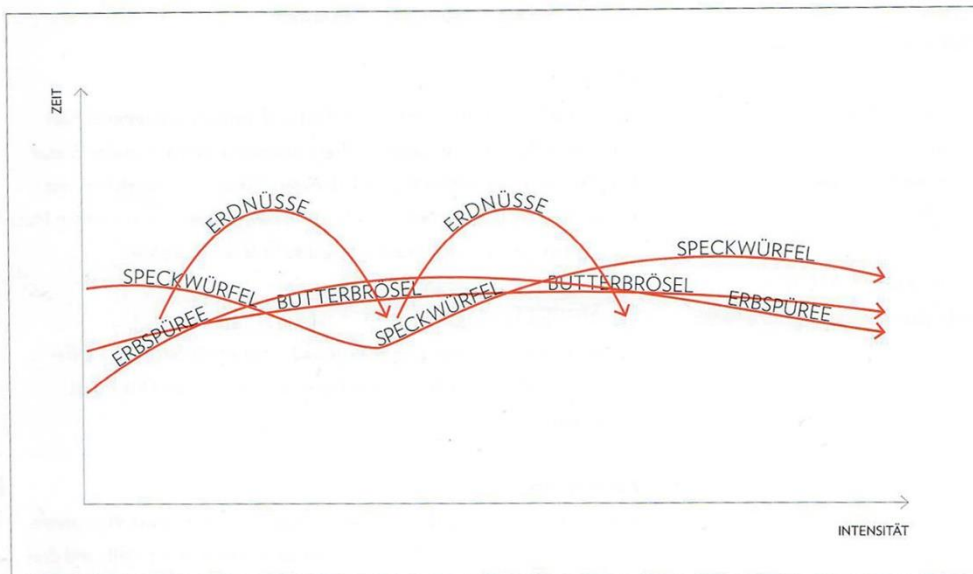 ZEIT
ERDNÜSSE
ERDNÜSSE
SPECKWÜRFEL
SPECKWÜRFEL
BUTTERBRÖSEL
BUTTERBRÖSEL
ERBSPÜREE
SPECKWÜRFEL
ERBSPÜREE
INTENSITÄT